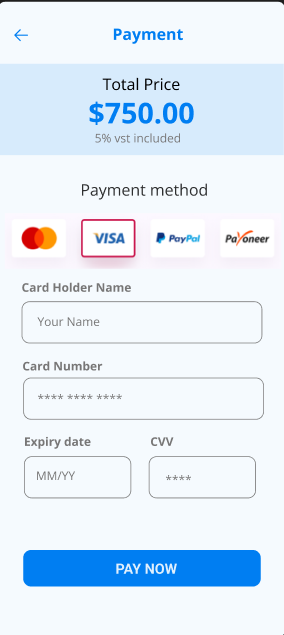 Payment
Total Price
$750.00
5% vst included
Payment method
VISA PayPal Payoneer
Card Holder Name
Your Name
Card Number
**** **** ****
Expiry date CVV
MM/YY ****
PAY NOW